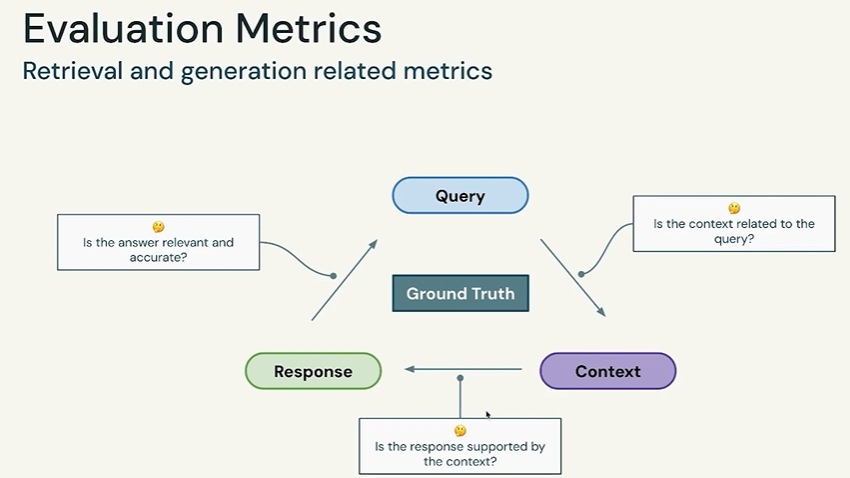 Evaluation Metrics
Retrieval and generation related metrics
Query
🤔
Is the answer relevant and
accurate?
🤔
Is the context related to the
query?
Ground Truth
Response
Context
🤔
Is the response supported by
the context?